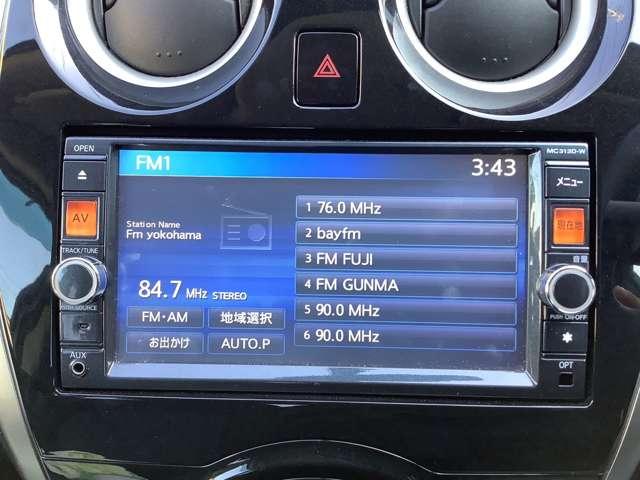 OPEN
MC313D-W
FM1
3:43
メニュー
AV
現在地
Station Name
Fm yokohama
1 76.0 MHz
2 bayfm
3 FM FUJI
4 FM GUNMA
5 90.0 MHz
6 90.0 MHz
TRACK/TUNE
音量
84.7 MHz STEREO
FM・AM
地域選択
お出かけ
AUTO.P
PUSH ON-OFF
AUX
OPT